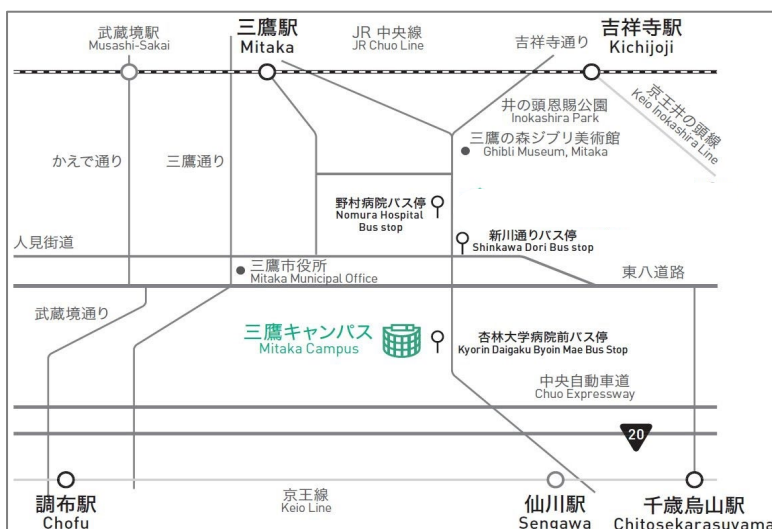 武蔵境駅
Musashi-Sakai
三鷹駅
Mitaka
JR 中央線
JR Chuo Line
吉祥寺通り
吉祥寺駅
Kichijoji
京王井の頭線
Keio Inokashira Line
井の頭恩賜公園
Inokashira Park
三鷹の森ジブリ美術館
Ghibli Museum, Mitaka
かえで通り
三鷹通り
野村病院バス停
Nomura Hospital
Bus stop
新川通りバス停
Shinkawa Dori Bus stop
人見街道
三鷹市役所
Mitaka Municipal Office
東八道路
武蔵境通り
三鷹キャンパス
Mitaka Campus
杏林大学病院前バス停
Kyorin Daigaku Byoin Mae Bus Stop
中央自動車道
Chuo Expressway
20
調布駅
Chofu
京王線
Keio Line
仙川駅
Sengawa
千歳烏山駅
Chitosekarasuyama